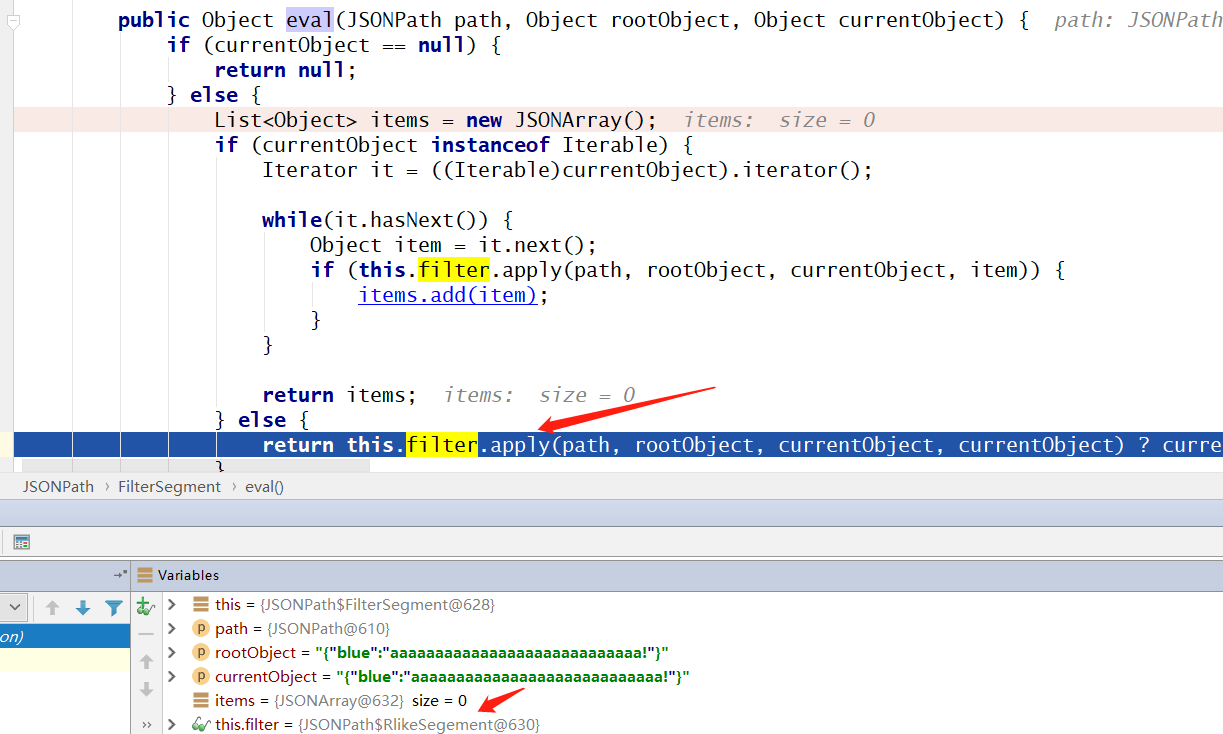 public Object eval(JSONPath path, Object rootObject, Object currentObject) {  path: JSONPath
if (currentObject == null) {
return null;
} else {
List<Object> items = new JSONArray();  items:  size = 0
if (currentObject instanceof Iterable) {
Iterator it = ((Iterable)currentObject).iterator();
while(it.hasNext()) {
Object item = it.next();
if (this.filter.apply(path, rootObject, currentObject, item)) {
items.add(item);
}
}
return items;  items:  size = 0
} else {
return this.filter.apply(path, rootObject, currentObject, currentObject) ? curre
}
JSONPath › FilterSegment › eval()
Variables
on)
this = {JSONPath$FilterSegment@628}
path = {JSONPath@610}
rootObject = "{"blue":"aaaaaaaaaaaaaaaaaaaaaaaaaaaa!"}"
currentObject = "{"blue":"aaaaaaaaaaaaaaaaaaaaaaaaaaaa!"}"
items = {JSONArray@632} size = 0
this.filter = {JSONPath$RlikeSegement@630}